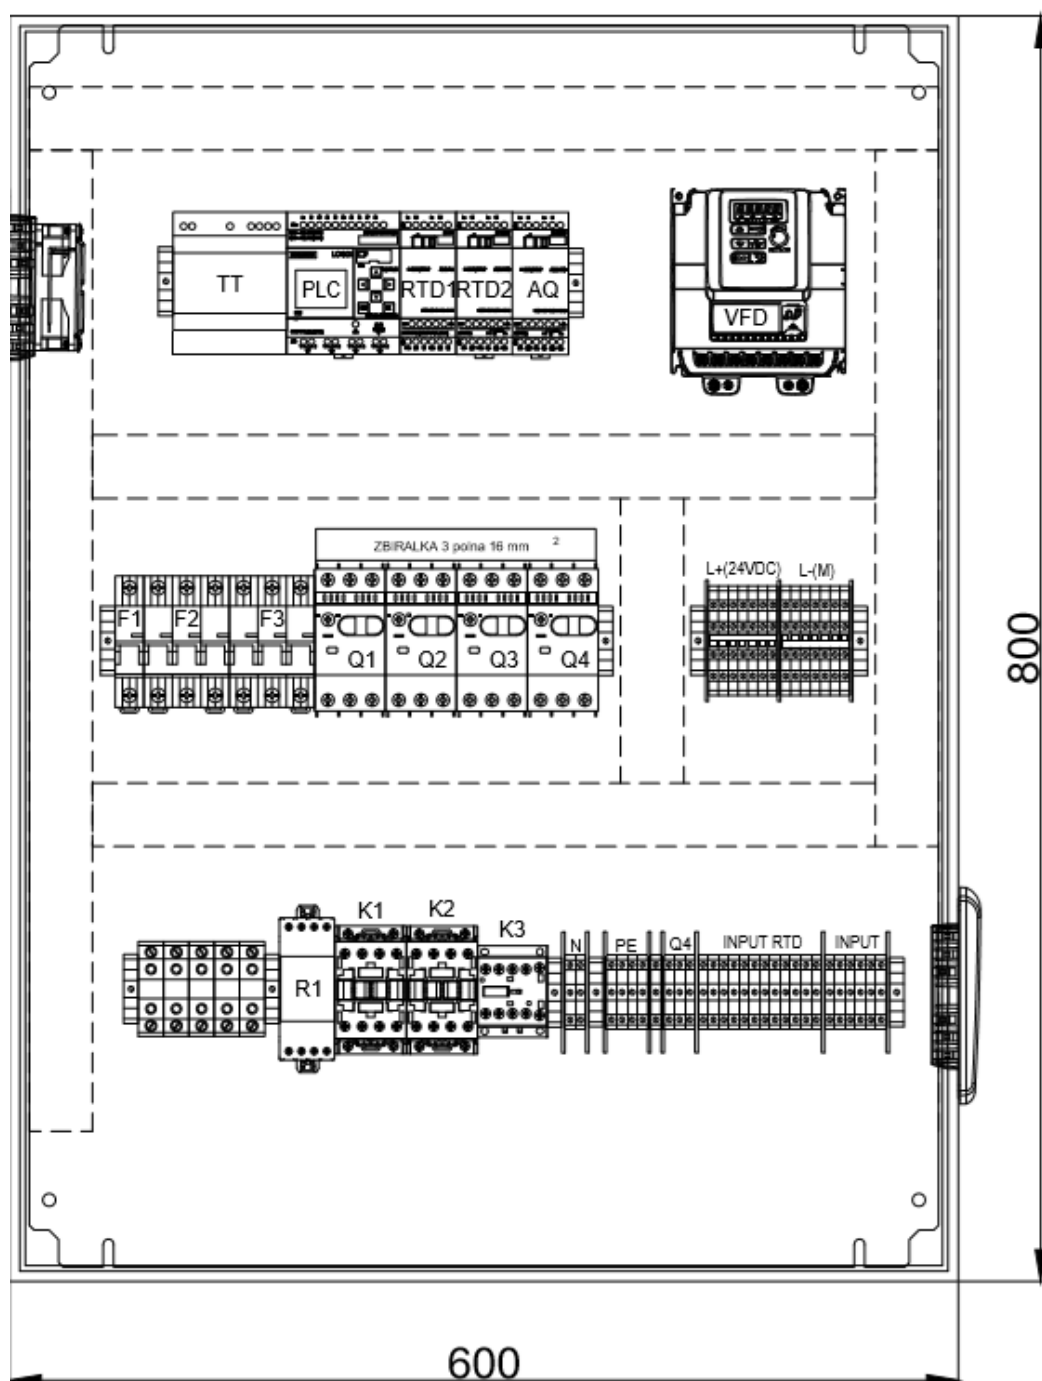 TT
PLC
RTD1
RTD2
AQ
VFD
ZBIRALKA 3 polna 16 mm 2
L+(24VDC)
L-(M)
F1
F2
F3
Q1
Q2
Q3
Q4
800
K1
K2
K3
R1
N
PE
Q4
INPUT RTD
INPUT
600